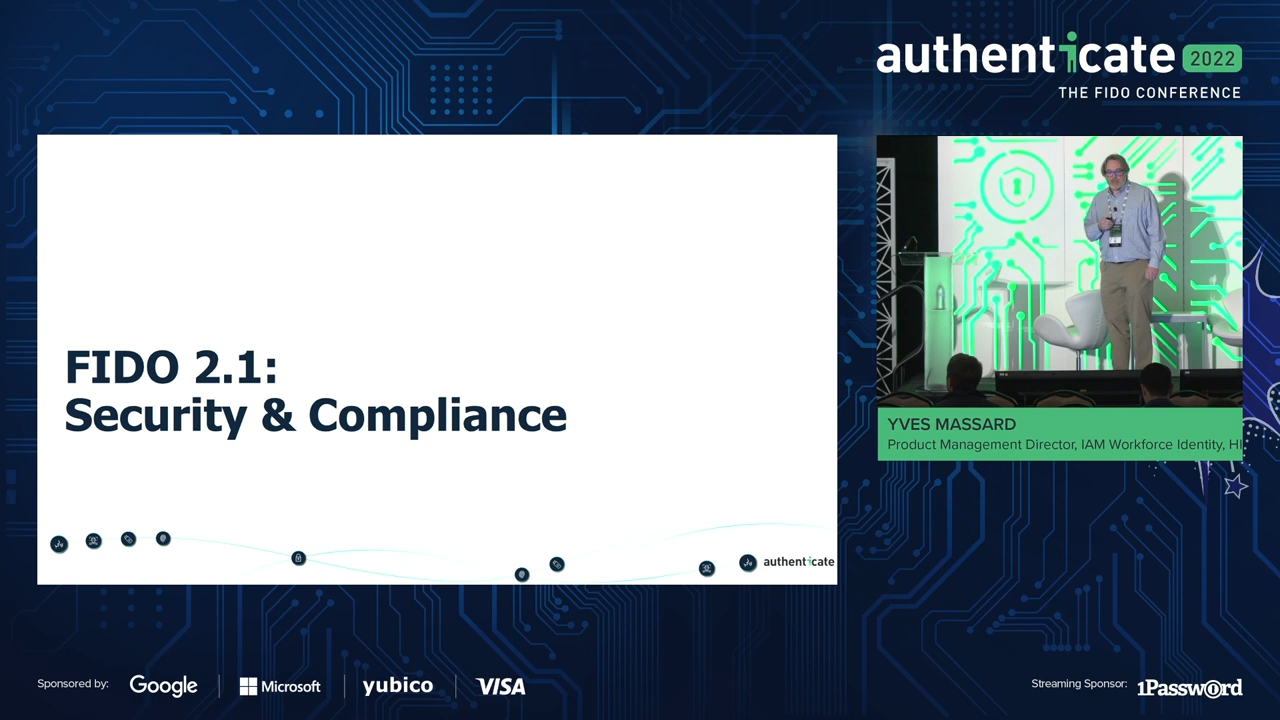 authenticate 2022
THE FIDO CONFERENCE
FIDO 2.1:
Security & Compliance
authenticate
YVES MASSARD
Product Management Director, IAM Workforce Identity, HI
Sponsored by:
Google
Microsoft
yubico
VISA
Streaming Sponsor:
1Password